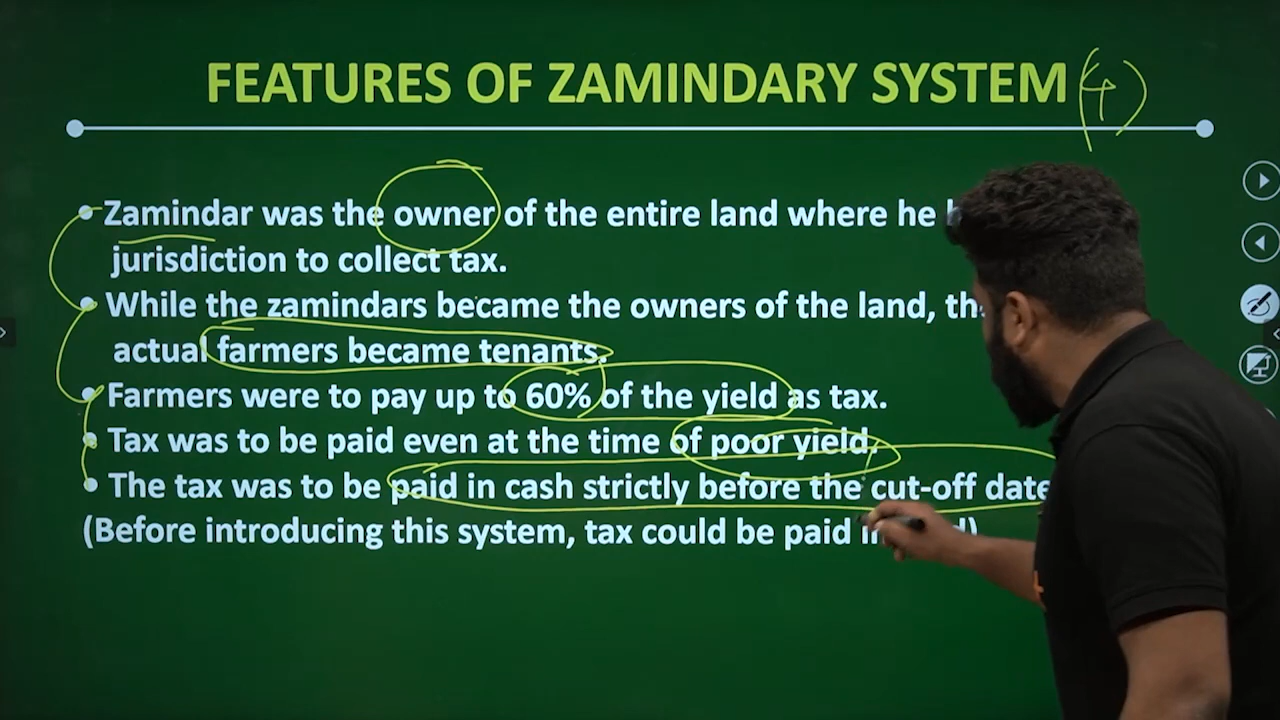 FEATURES OF ZAMINDARY SYSTEM (4)
Zamindar was the owner of the entire land where he
jurisdiction to collect tax.
While the zamindars became the owners of the land,
actual farmers became tenants.
Farmers were to pay up to 60% of the yield as tax.
Tax was to be paid even at the time of poor yield.
The tax was to be paid in cash strictly before the cut-off date
(Before introducing this system, tax could be paid